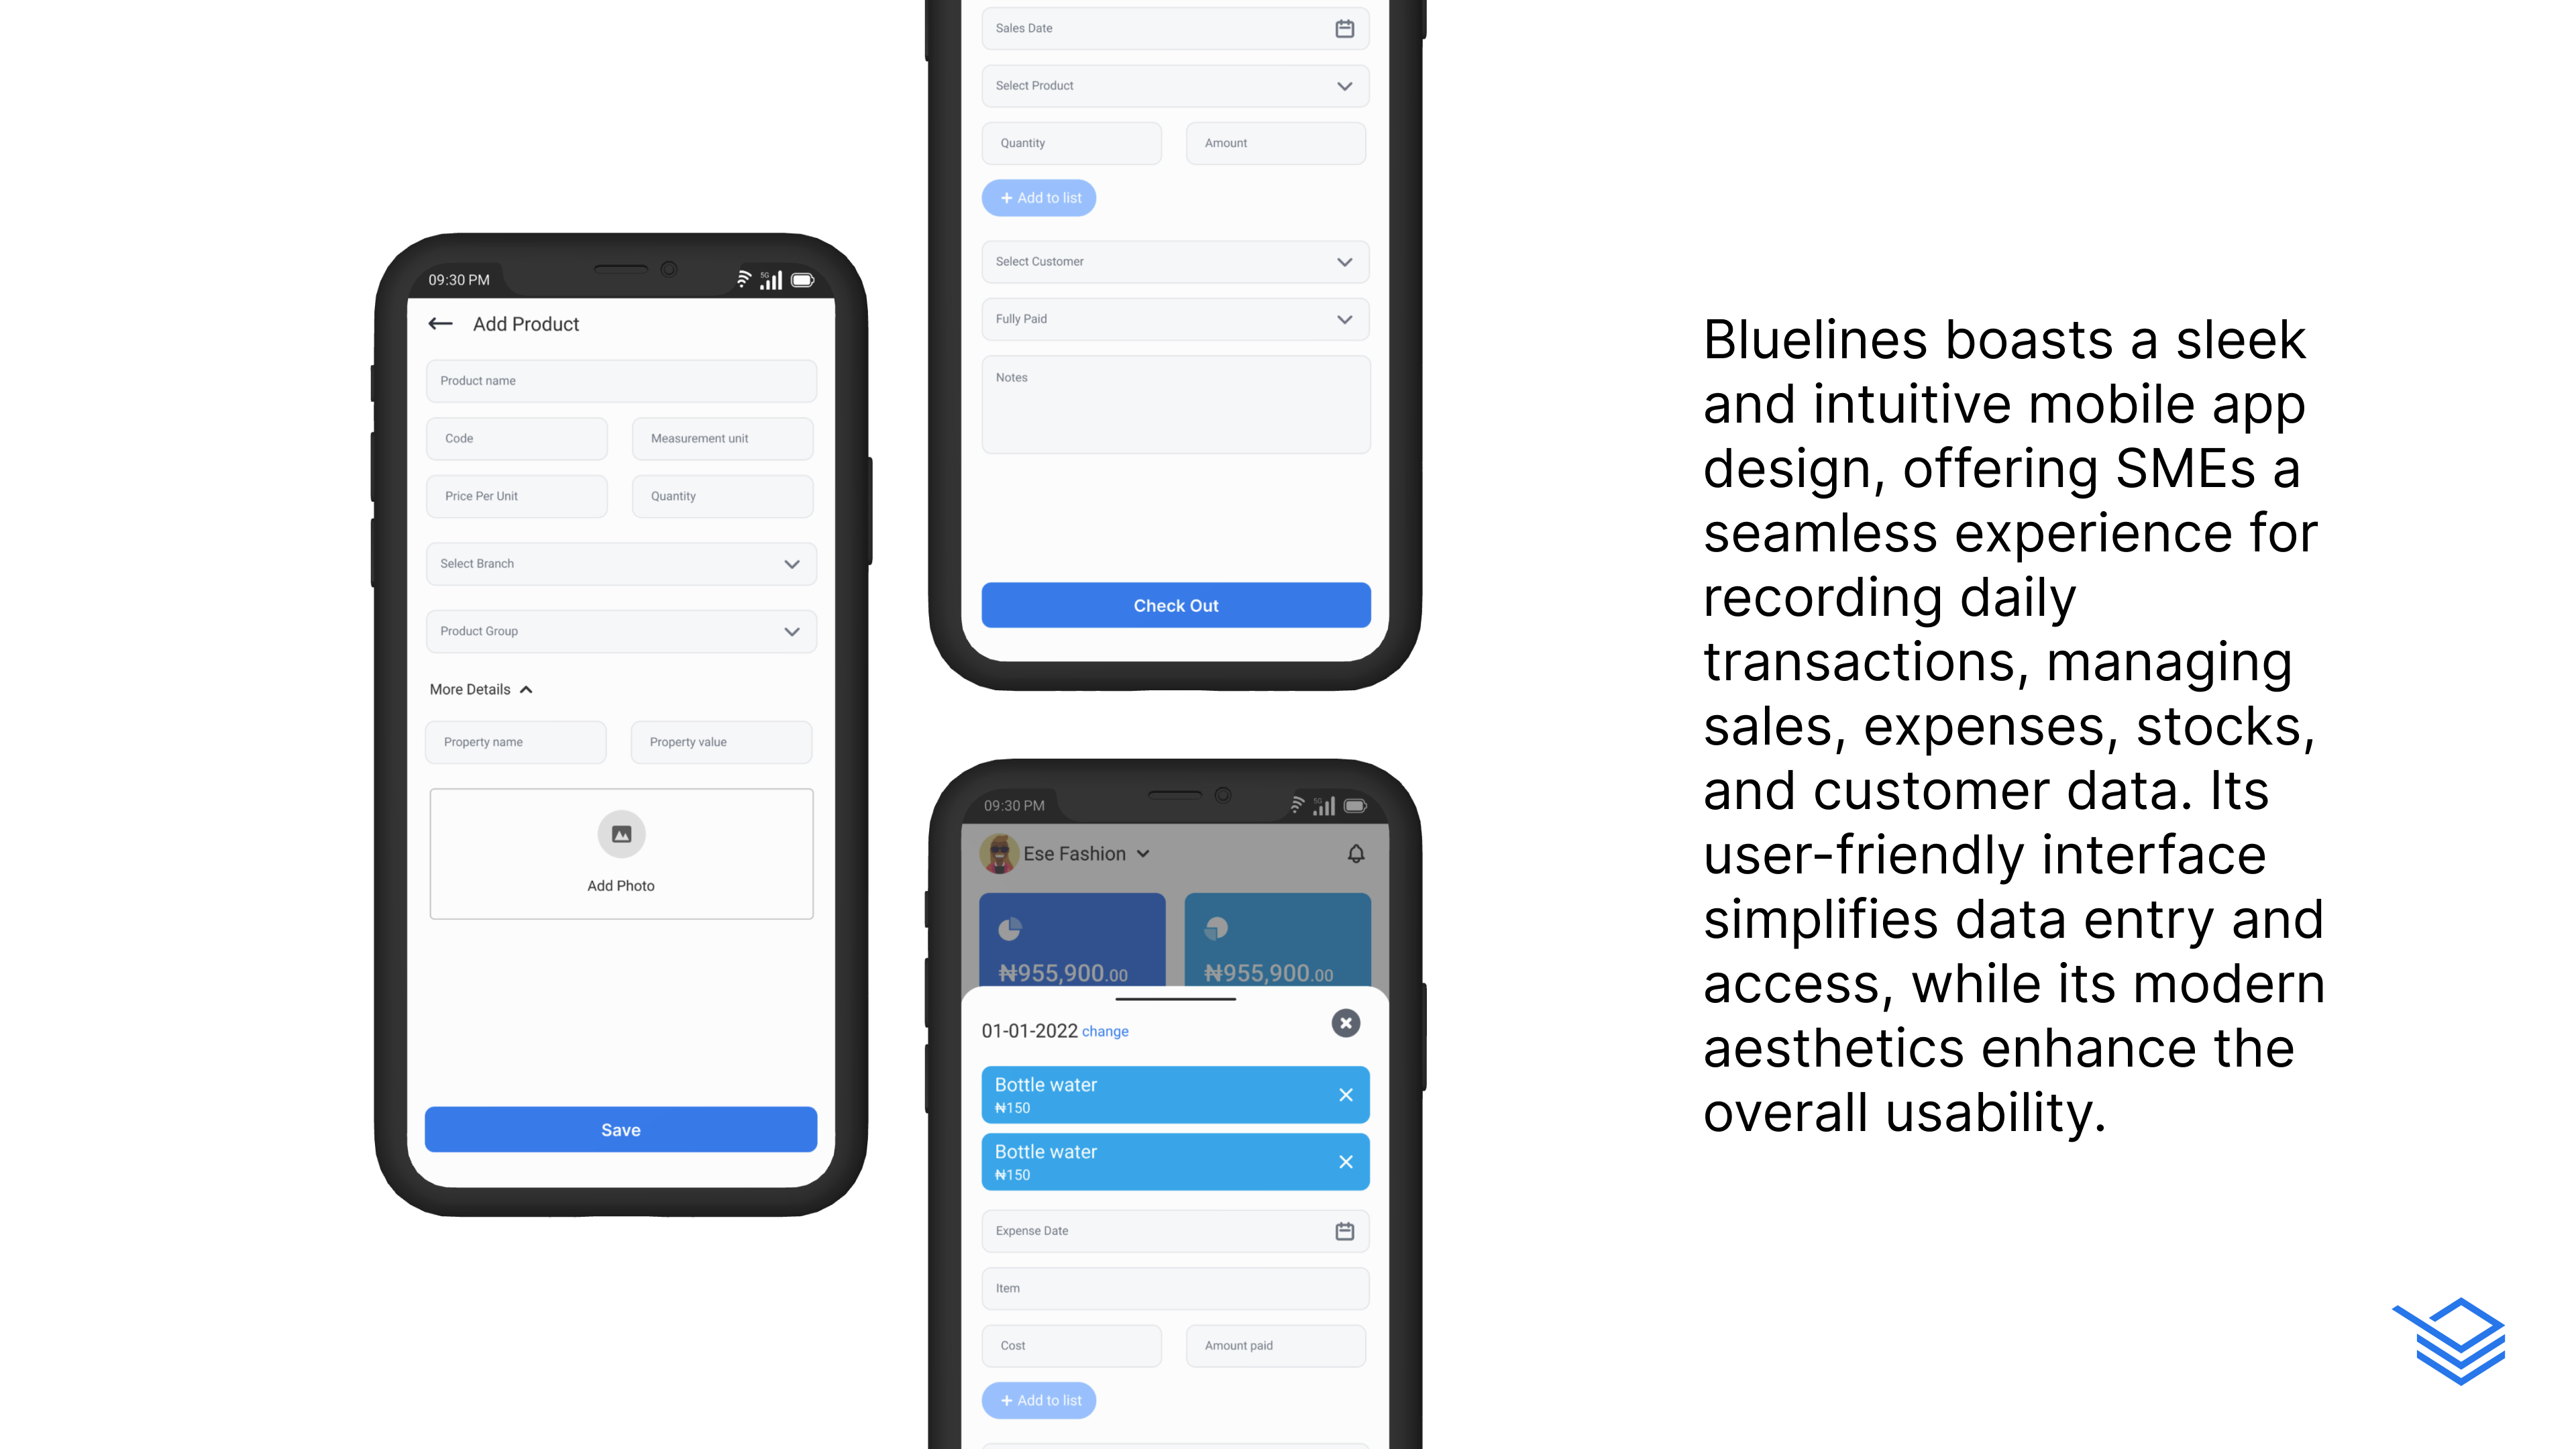 09:30 PM
5G
Add Product
Product name
Code
Measurement unit
Price Per Unit
Quantity
Select Branch
Product Group
More Details
Property name
Property value
Add Photo
Save
Sales Date
Select Product
Quantity
Amount
+ Add to list
Select Customer
Fully Paid
Notes
Check Out
09:30 PM
5G
Ese Fashion
₦955,900.00
₦955,900.00
01-01-2022 change
Bottle water
₦150
Bottle water
₦150
Expense Date
Item
Cost
Amount paid
+ Add to list
Bluelines boasts a sleek
and intuitive mobile app
design, offering SMEs a
seamless experience for
recording daily
transactions, managing
sales, expenses, stocks,
and customer data. Its
user-friendly interface
simplifies data entry and
access, while its modern
aesthetics enhance the
overall usability.